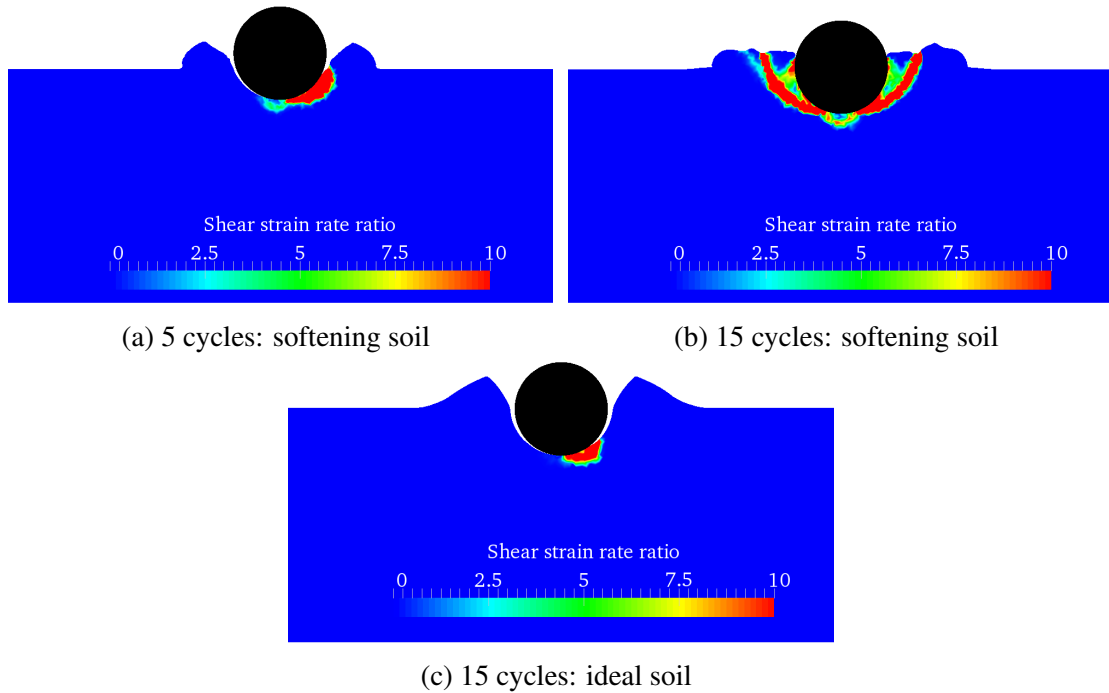 Shear strain rate ratio
0 2.5 5 7.5 10
Shear strain rate ratio
0 2.5 5 7.5 10
(a) 5 cycles: softening soil
(b) 15 cycles: softening soil
Shear strain rate ratio
0 2.5 5 7.5 10
(c) 15 cycles: ideal soil